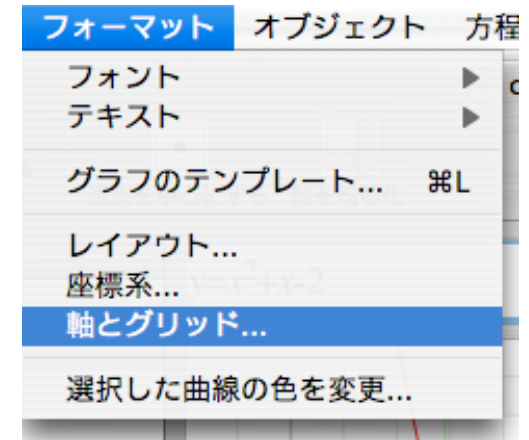 フォーマット オブジェクト 方程
フォント ▶
テキスト ▶
グラフのテンプレート... ⌘L
レイアウト...
座標系...
y=x²+x-2
軸とグリッド...
選択した曲線の色を変更...